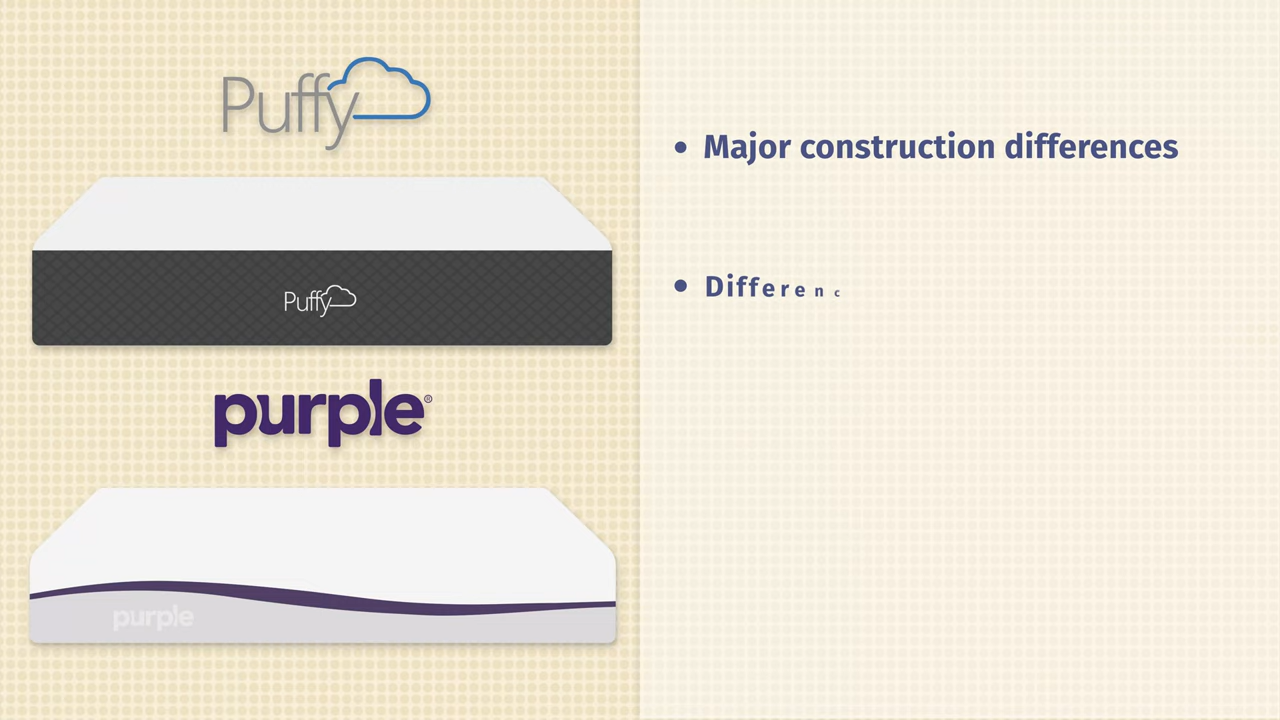 Puffy
Puffy
purple®
purple
• Major construction differences
• Differenc